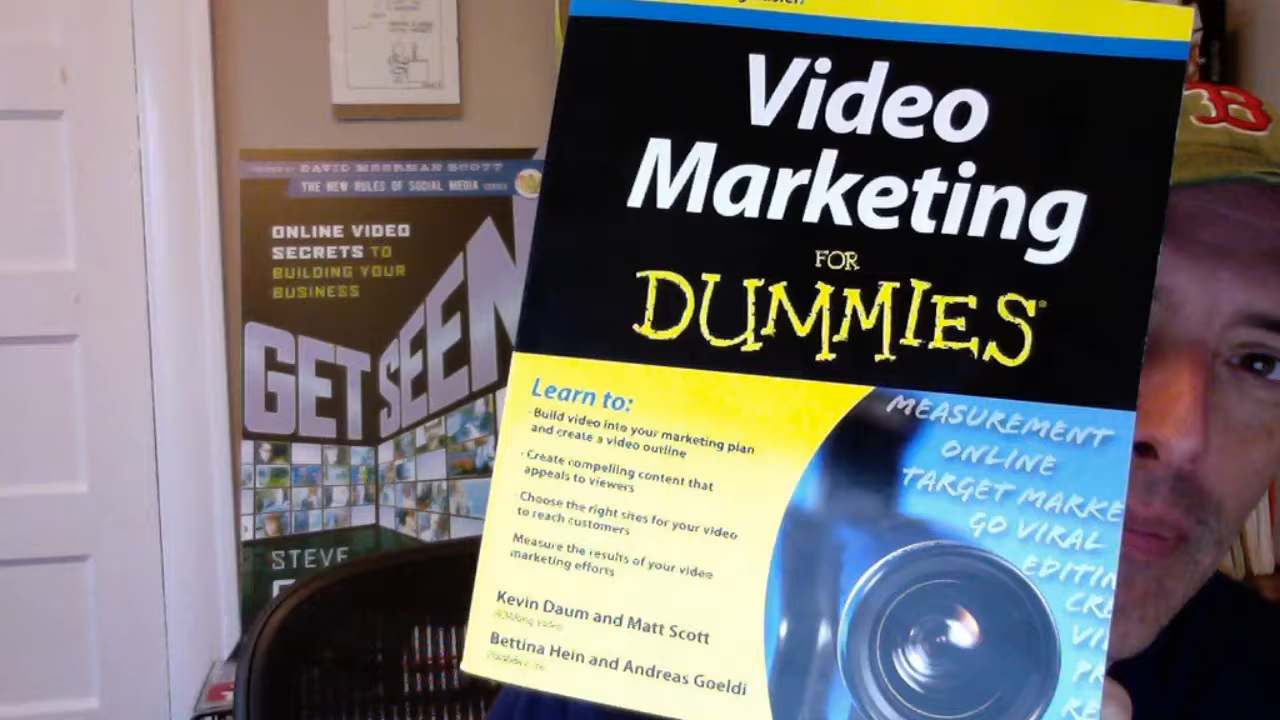 DAVID MEERMAN SCOTT
THE NEW RULES OF SOCIAL MEDIA
ONLINE VIDEO
SECRETS TO
BUILDING YOUR
BUSINESS
GET SEEN
STEVE
Video
Marketing
FOR
DUMMIES
Learn to:
· Build video into your marketing plan
and create a video outline
· Create compelling content that
appeals to viewers
· Choose the right sites for your video
to reach customers
· Measure the results of your video
marketing efforts
Kevin Daum and Matt Scott
Bettina Hein and Andreas Goeldi
MEASUREMENT
ONLINE
TARGET MARKE
GO VIRAL
EDITIN
B